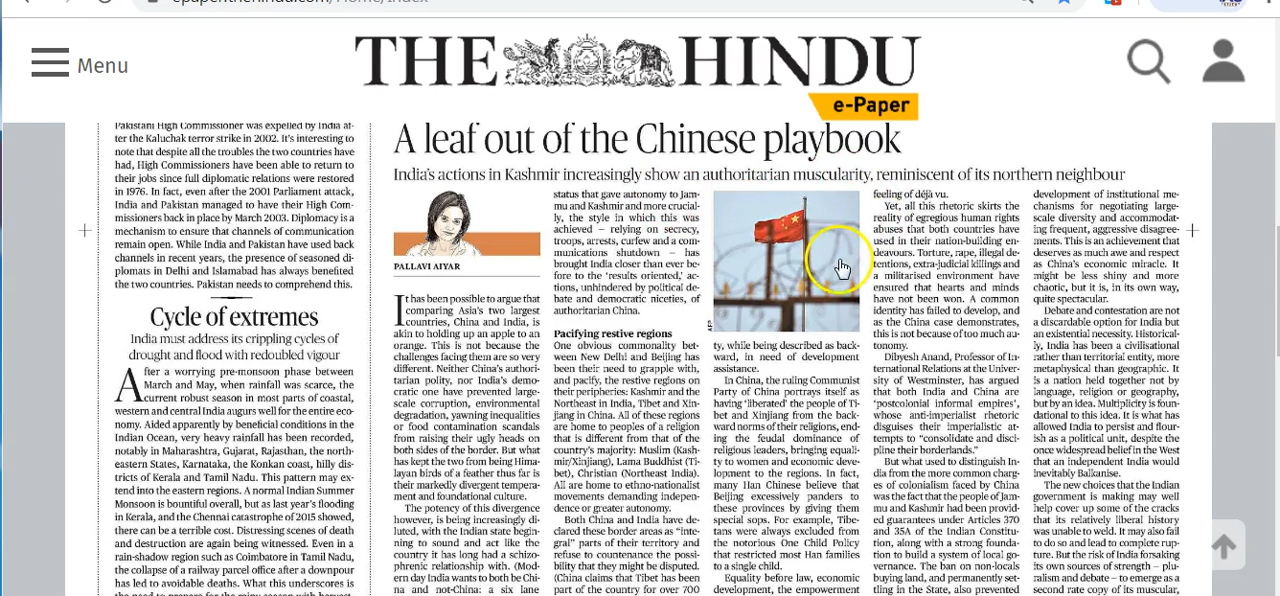 Menu
THE HINDU
e-Paper
Pakistani High Commissioner was expelled by India af-
ter the Kaluchak terror strike in 2002. It's interesting to
note that despite all the troubles the two countries have
had, High Commissioners have been able to return to
their jobs since full diplomatic relations were restored
in 1976. In fact, even after the 2001 Parliament attack,
India and Pakistan managed to have their High Com-
missioners back in place by March 2003. Diplomacy is a
mechanism to ensure that channels of communication
remain open. While India and Pakistan have used back
channels in recent years, the presence of seasoned di-
plomats in Delhi and Islamabad has always benefited
the two countries. Pakistan needs to comprehend this.
Cycle of extremes
India must address its crippling cycles of
drought and flood with redoubled vigour
After a worrying pre-monsoon phase between
March and May, when rainfall was scarce, the
current robust season in most parts of coastal,
western and central India augurs well for the entire eco-
nomy. Aided apparently by beneficial conditions in the
Indian Ocean, very heavy rainfall has been recorded,
notably in Maharashtra, Gujarat, Rajasthan, the north-
eastern States, Karnataka, the Konkan coast, hilly dis-
tricts of Kerala and Tamil Nadu. This pattern may ex-
tend into the eastern regions. A normal Indian Summer
Monsoon is bountiful overall, but as last year's flooding
in Kerala, and the Chennai catastrophe of 2015 showed,
there can be a terrible cost. Distressing scenes of death
and destruction are again being witnessed. Even in a
rain-shadow region such as Coimbatore in Tamil Nadu,
the collapse of a railway parcel office after a downpour
has led to avoidable deaths. What this underscores is
the need to prepare for the rainy season with
A leaf out of the Chinese playbook
India's actions in Kashmir increasingly show an authoritarian muscularity, reminiscent of its northern neighbour
PALLAVI AIYAR
It has been possible to argue that
comparing Asia's two largest
countries, China and India, is
akin to holding up an apple to an
orange. This is not because the
challenges facing them are so very
different. Neither China's authori-
tarian polity, nor India's demo-
cratic one have prevented large-
scale corruption, environmental
degradation, yawning inequalities
or food contamination scandals
from raising their ugly heads on
both sides of the border. But what
has kept the two from being Hima-
layan birds of a feather thus far is
their markedly divergent tempera-
ment and foundational culture.
The potency of this divergence
however, is being increasingly di-
luted, with the Indian state begin-
ning to sound and act like the
country it has long had a schizo-
phrenic relationship with. (Mod-
ern day India wants to both be Chi-
na and not-China: a six lane
status that gave autonomy to Jam-
mu and Kashmir and more crucial-
ly, the style in which this was
achieved – relying on secrecy,
troops, arrests, curfew and a com-
munications shutdown – has
brought India closer than ever be-
fore to the 'results oriented,' ac-
tions, unhindered by political de-
bate and democratic niceties, of
authoritarian China.
Pacifying restive regions
One obvious commonality bet-
ween New Delhi and Beijing has
been their need to grapple with,
and pacify, the restive regions on
their peripheries: Kashmir and the
Northeast in India, Tibet and Xin-
jiang in China. All of these regions
are home to peoples of a religion
that is different from that of the
country's majority: Muslim (Kash-
mir/Xinjiang), Lama Buddhist (Ti-
bet), Christian (Northeast India).
All are home to ethno-nationalist
movements demanding indepen-
dence or greater autonomy.
Both China and India have de-
clared these border areas as "inte-
gral" parts of their territory and
refuse to countenance the possi-
bility that they might be disputed.
(China claims that Tibet has been
part of the country for over 700
AFP
ty, while being described as back-
ward, in need of development
assistance.
In China, the ruling Communist
Party of China portrays itself as
having 'liberated' the people of Ti-
bet and Xinjiang from the back-
ward norms of their religions, end-
ing the feudal dominance of
religious leaders, bringing equali-
ty to women and economic deve-
lopment to the regions. In fact,
many Han Chinese believe that
Beijing excessively panders to
these provinces by giving them
special sops. For example, Tibe-
tans were always excluded from
the notorious One Child Policy
that restricted most Han families
to a single child.
Equality before law, economic
development, the empowerment
feeling of déjà vu.
Yet, all this rhetoric skirts the
reality of egregious human rights
abuses that both countries have
used in their nation-building en-
deavours. Torture, rape, illegal de-
tentions, extra-judicial killings and
a militarised environment have
ensured that hearts and minds
have not been won. A common
identity has failed to develop, and
as the China case demonstrates,
this is not because of too much au-
tonomy.
Dibyesh Anand, Professor of In-
ternational Relations at the Univer-
sity of Westminster, has argued
that both India and China are
'postcolonial informal empires',
whose anti-imperialist rhetoric
disguises their imperialistic at-
tempts to "consolidate and disci-
pline their borderlands."
But what used to distinguish In-
dia from the more common charg-
es of colonialism faced by China
was the fact that the people of Jam-
mu and Kashmir had been provid-
ed guarantees under Articles 370
and 35A of the Indian Constitu-
tion, along with a strong founda-
tion to build a system of local go-
vernance. The ban on non-locals
buying land, and permanently set-
tling in the State, also prevented
development of institutional me-
chanisms for negotiating large-
scale diversity and accommodat-
ing frequent, aggressive disagree-
ments. This is an achievement that
deserves as much awe and respect
as China's economic miracle. It
might be less shiny and more
chaotic, but it is, in its own way,
quite spectacular.
Debate and contestation are not
a discardable option for India but
an existential necessity. Historical-
ly, India has been a civilisational
rather than territorial entity, more
metaphysical than geographic. It
is a nation held together not by
language, religion or geography,
but by an idea. Multiplicity is foun-
dational to this idea. It is what has
allowed India to persist and flour-
ish as a political unit, despite the
once widespread belief in the West
that an independent India would
inevitably Balkanise.
The new choices that the Indian
government is making may well
help cover up some of the cracks
that its relatively liberal history
was unable to weld. It may also fail
to do so and lead to complete rup-
ture. But the risk of India forsaking
its own sources of strength – plu-
ralism and debate – to emerge as a
second rate copy of its muscular,